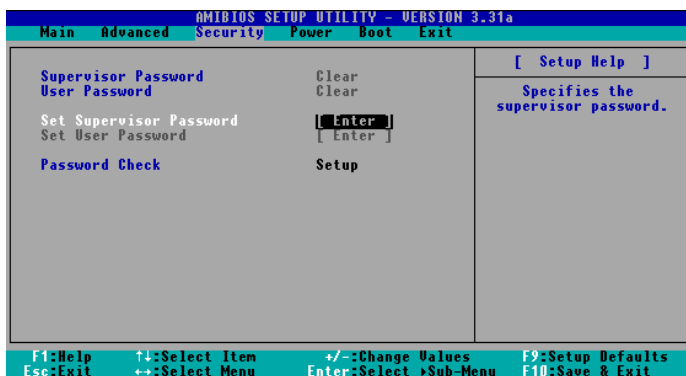 AMIBIOS SETUP UTILITY - VERSION 3.31a
Main Advanced Security Power Boot Exit
Supervisor Password Clear
User Password Clear
Set Supervisor Password [ Enter ]
Set User Password [ Enter ]
Password Check Setup
[ Setup Help ]
Specifies the
supervisor password.
F1:Help ↑↓:Select Item +/-:Change Values F9:Setup Defaults
Esc:Exit ↔:Select Menu Enter:Select ▸Sub-Menu F10:Save & Exit